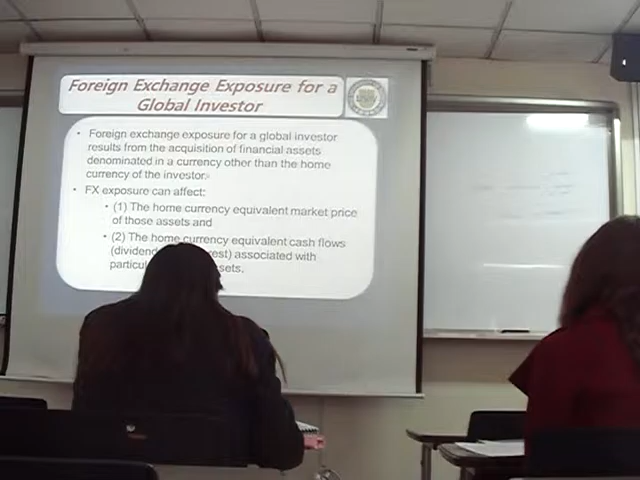 Foreign Exchange Exposure for a
Global Investor
• Foreign exchange exposure for a global investor
results from the acquisition of financial assets
denominated in a currency other than the home
currency of the investor.
• FX exposure can affect:
• (1) The home currency equivalent market price
of those assets and
• (2) The home currency equivalent cash flows
(dividend rest) associated with
particul sets.